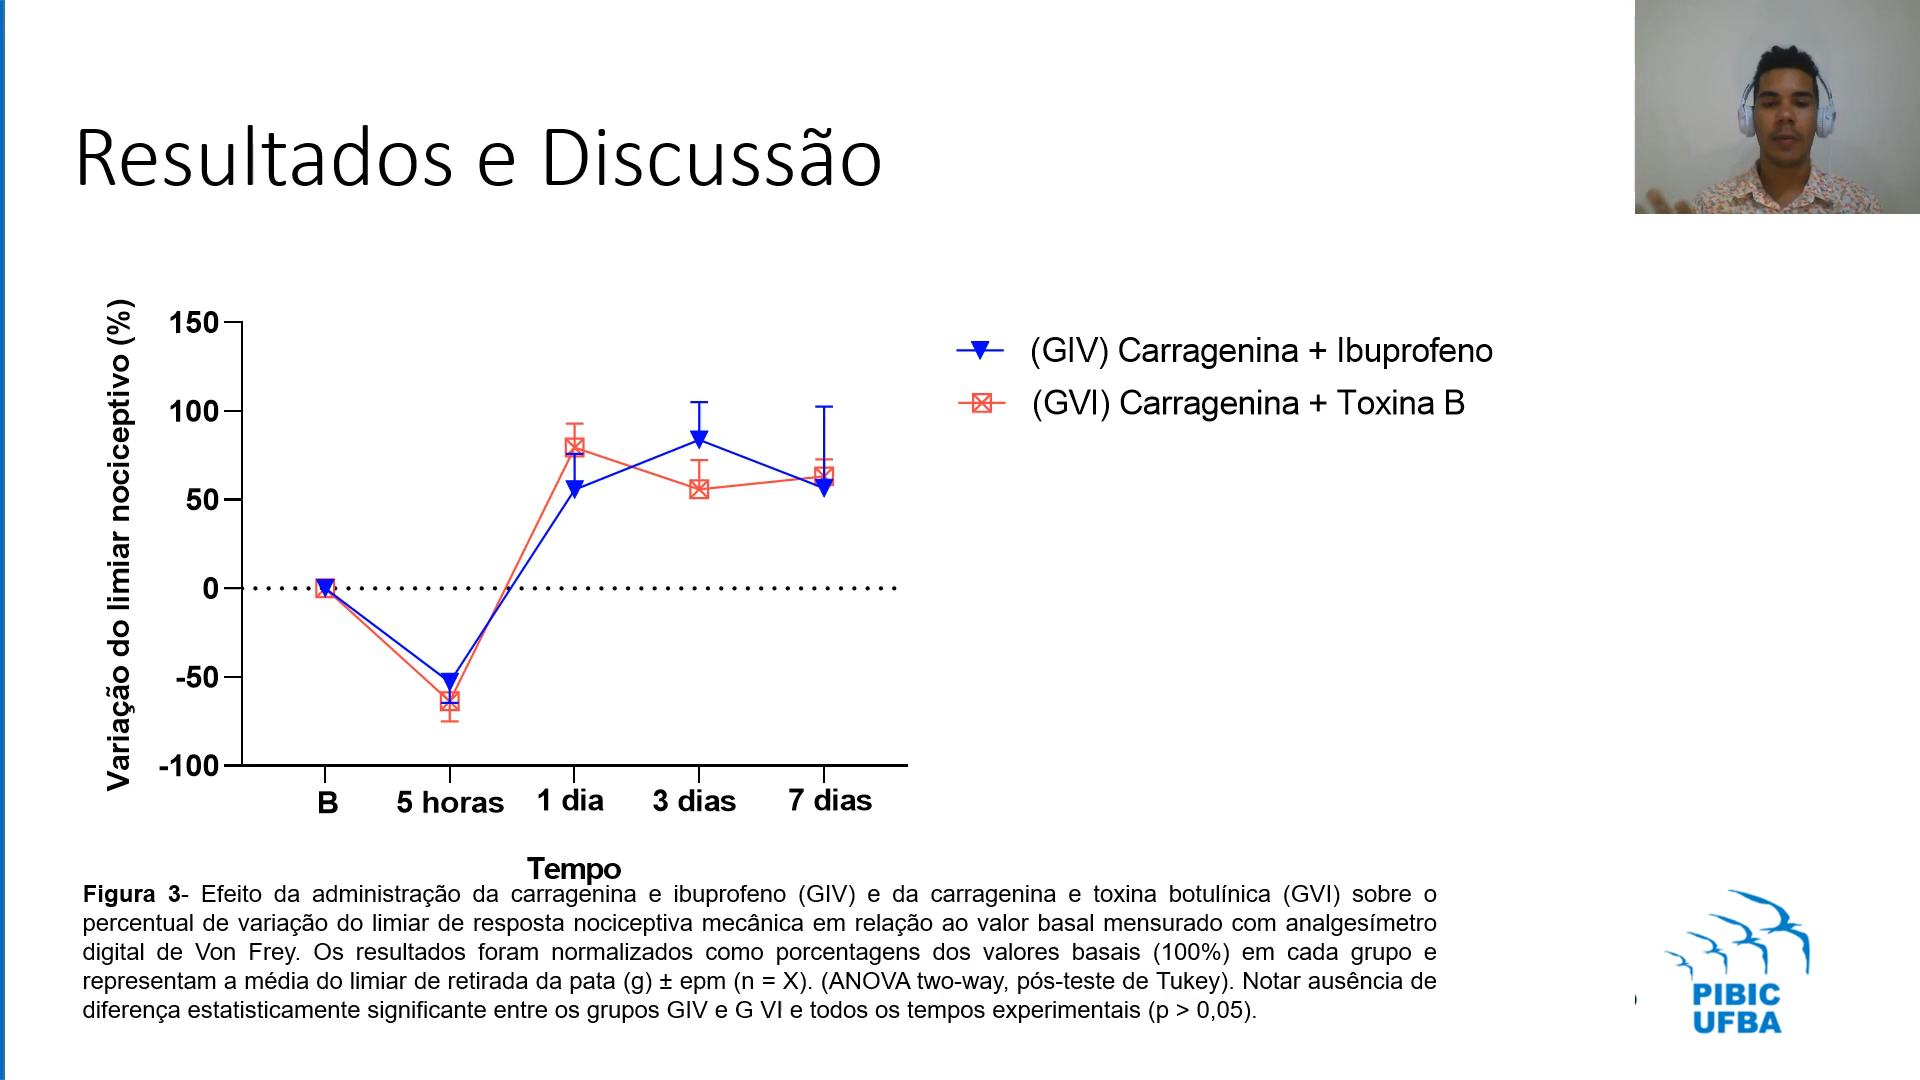 Resultados e Discussão
Variação do limiar nociceptivo (%)
150
100
50
0
-50
-100
B
5 horas
1 dia
3 dias
7 dias
Tempo
(GIV) Carragenina + Ibuprofeno
(GVI) Carragenina + Toxina B
Figura 3- Efeito da administração da carragenina e ibuprofeno (GIV) e da carragenina e toxina botulínica (GVI) sobre o
percentual de variação do limiar de resposta nociceptiva mecânica em relação ao valor basal mensurado com analgesímetro
digital de Von Frey. Os resultados foram normalizados como porcentagens dos valores basais (100%) em cada grupo e
representam a média do limiar de retirada da pata (g) ± epm (n = X). (ANOVA two-way, pós-teste de Tukey). Notar ausência de
diferença estatisticamente significante entre os grupos GIV e G VI e todos os tempos experimentais (p > 0,05).
PIBIC
UFBA